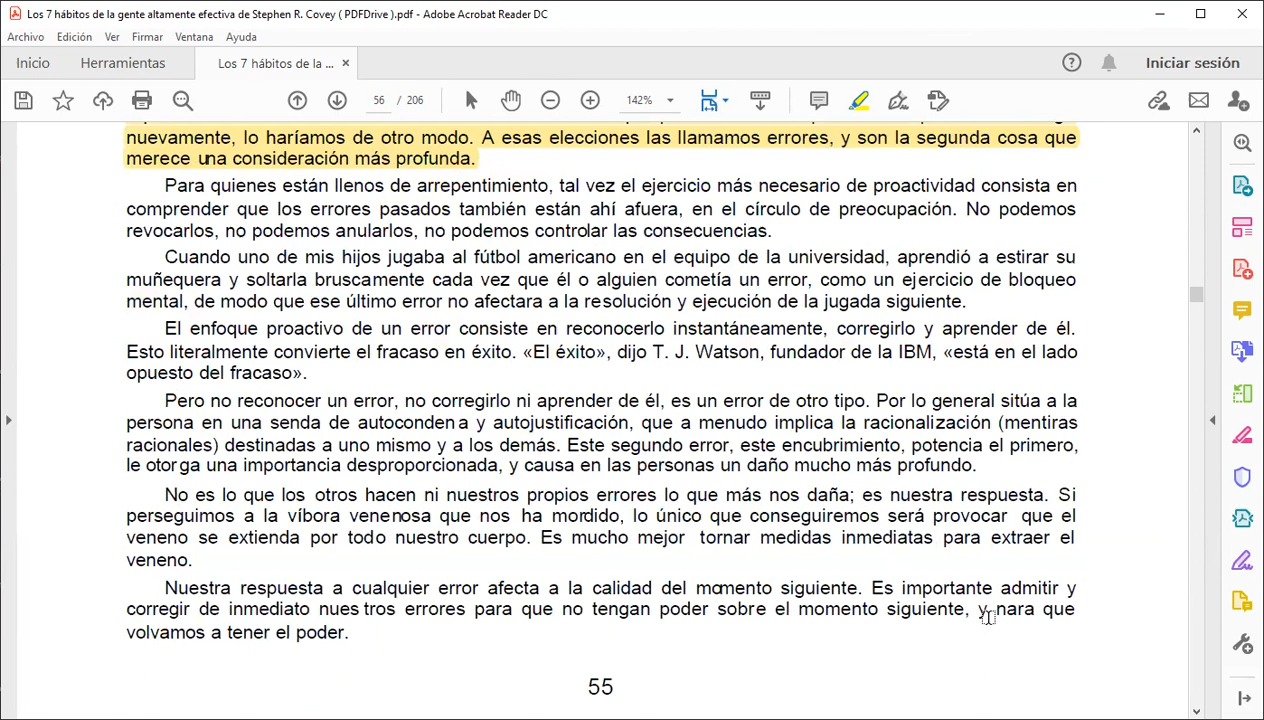 Los 7 hábitos de la gente altamente efectiva de Stephen R. Covey ( PDFDrive ).pdf - Adobe Acrobat Reader DC
Archivo Edición Ver Firmar Ventana Ayuda
Inicio Herramientas Los 7 hábitos de la ... × Iniciar sesión
56 / 206 142%
nuevamente, lo haríamos de otro modo. A esas elecciones las llamamos errores, y son la segunda cosa que
merece una consideración más profunda.
Para quienes están llenos de arrepentimiento, tal vez el ejercicio más necesario de proactividad consista en
comprender que los errores pasados también están ahí afuera, en el círculo de preocupación. No podemos
revocarlos, no podemos anularlos, no podemos controlar las consecuencias.
Cuando uno de mis hijos jugaba al fútbol americano en el equipo de la universidad, aprendió a estirar su
muñequera y soltarla bruscamente cada vez que él o alguien cometía un error, como un ejercicio de bloqueo
mental, de modo que ese último error no afectara a la resolución y ejecución de la jugada siguiente.
El enfoque proactivo de un error consiste en reconocerlo instantáneamente, corregirlo y aprender de él.
Esto literalmente convierte el fracaso en éxito. «El éxito», dijo T. J. Watson, fundador de la IBM, «está en el lado
opuesto del fracaso».
Pero no reconocer un error, no corregirlo ni aprender de él, es un error de otro tipo. Por lo general sitúa a la
persona en una senda de autocondena y autojustificación, que a menudo implica la racionalización (mentiras
racionales) destinadas a uno mismo y a los demás. Este segundo error, este encubrimiento, potencia el primero,
le otorga una importancia desproporcionada, y causa en las personas un daño mucho más profundo.
No es lo que los otros hacen ni nuestros propios errores lo que más nos daña; es nuestra respuesta. Si
perseguimos a la víbora venenosa que nos ha mordido, lo único que conseguiremos será provocar que el
veneno se extienda por todo nuestro cuerpo. Es mucho mejor tornar medidas inmediatas para extraer el
veneno.
Nuestra respuesta a cualquier error afecta a la calidad del momento siguiente. Es importante admitir y
corregir de inmediato nuestros errores para que no tengan poder sobre el momento siguiente, y para que
volvamos a tener el poder.
55